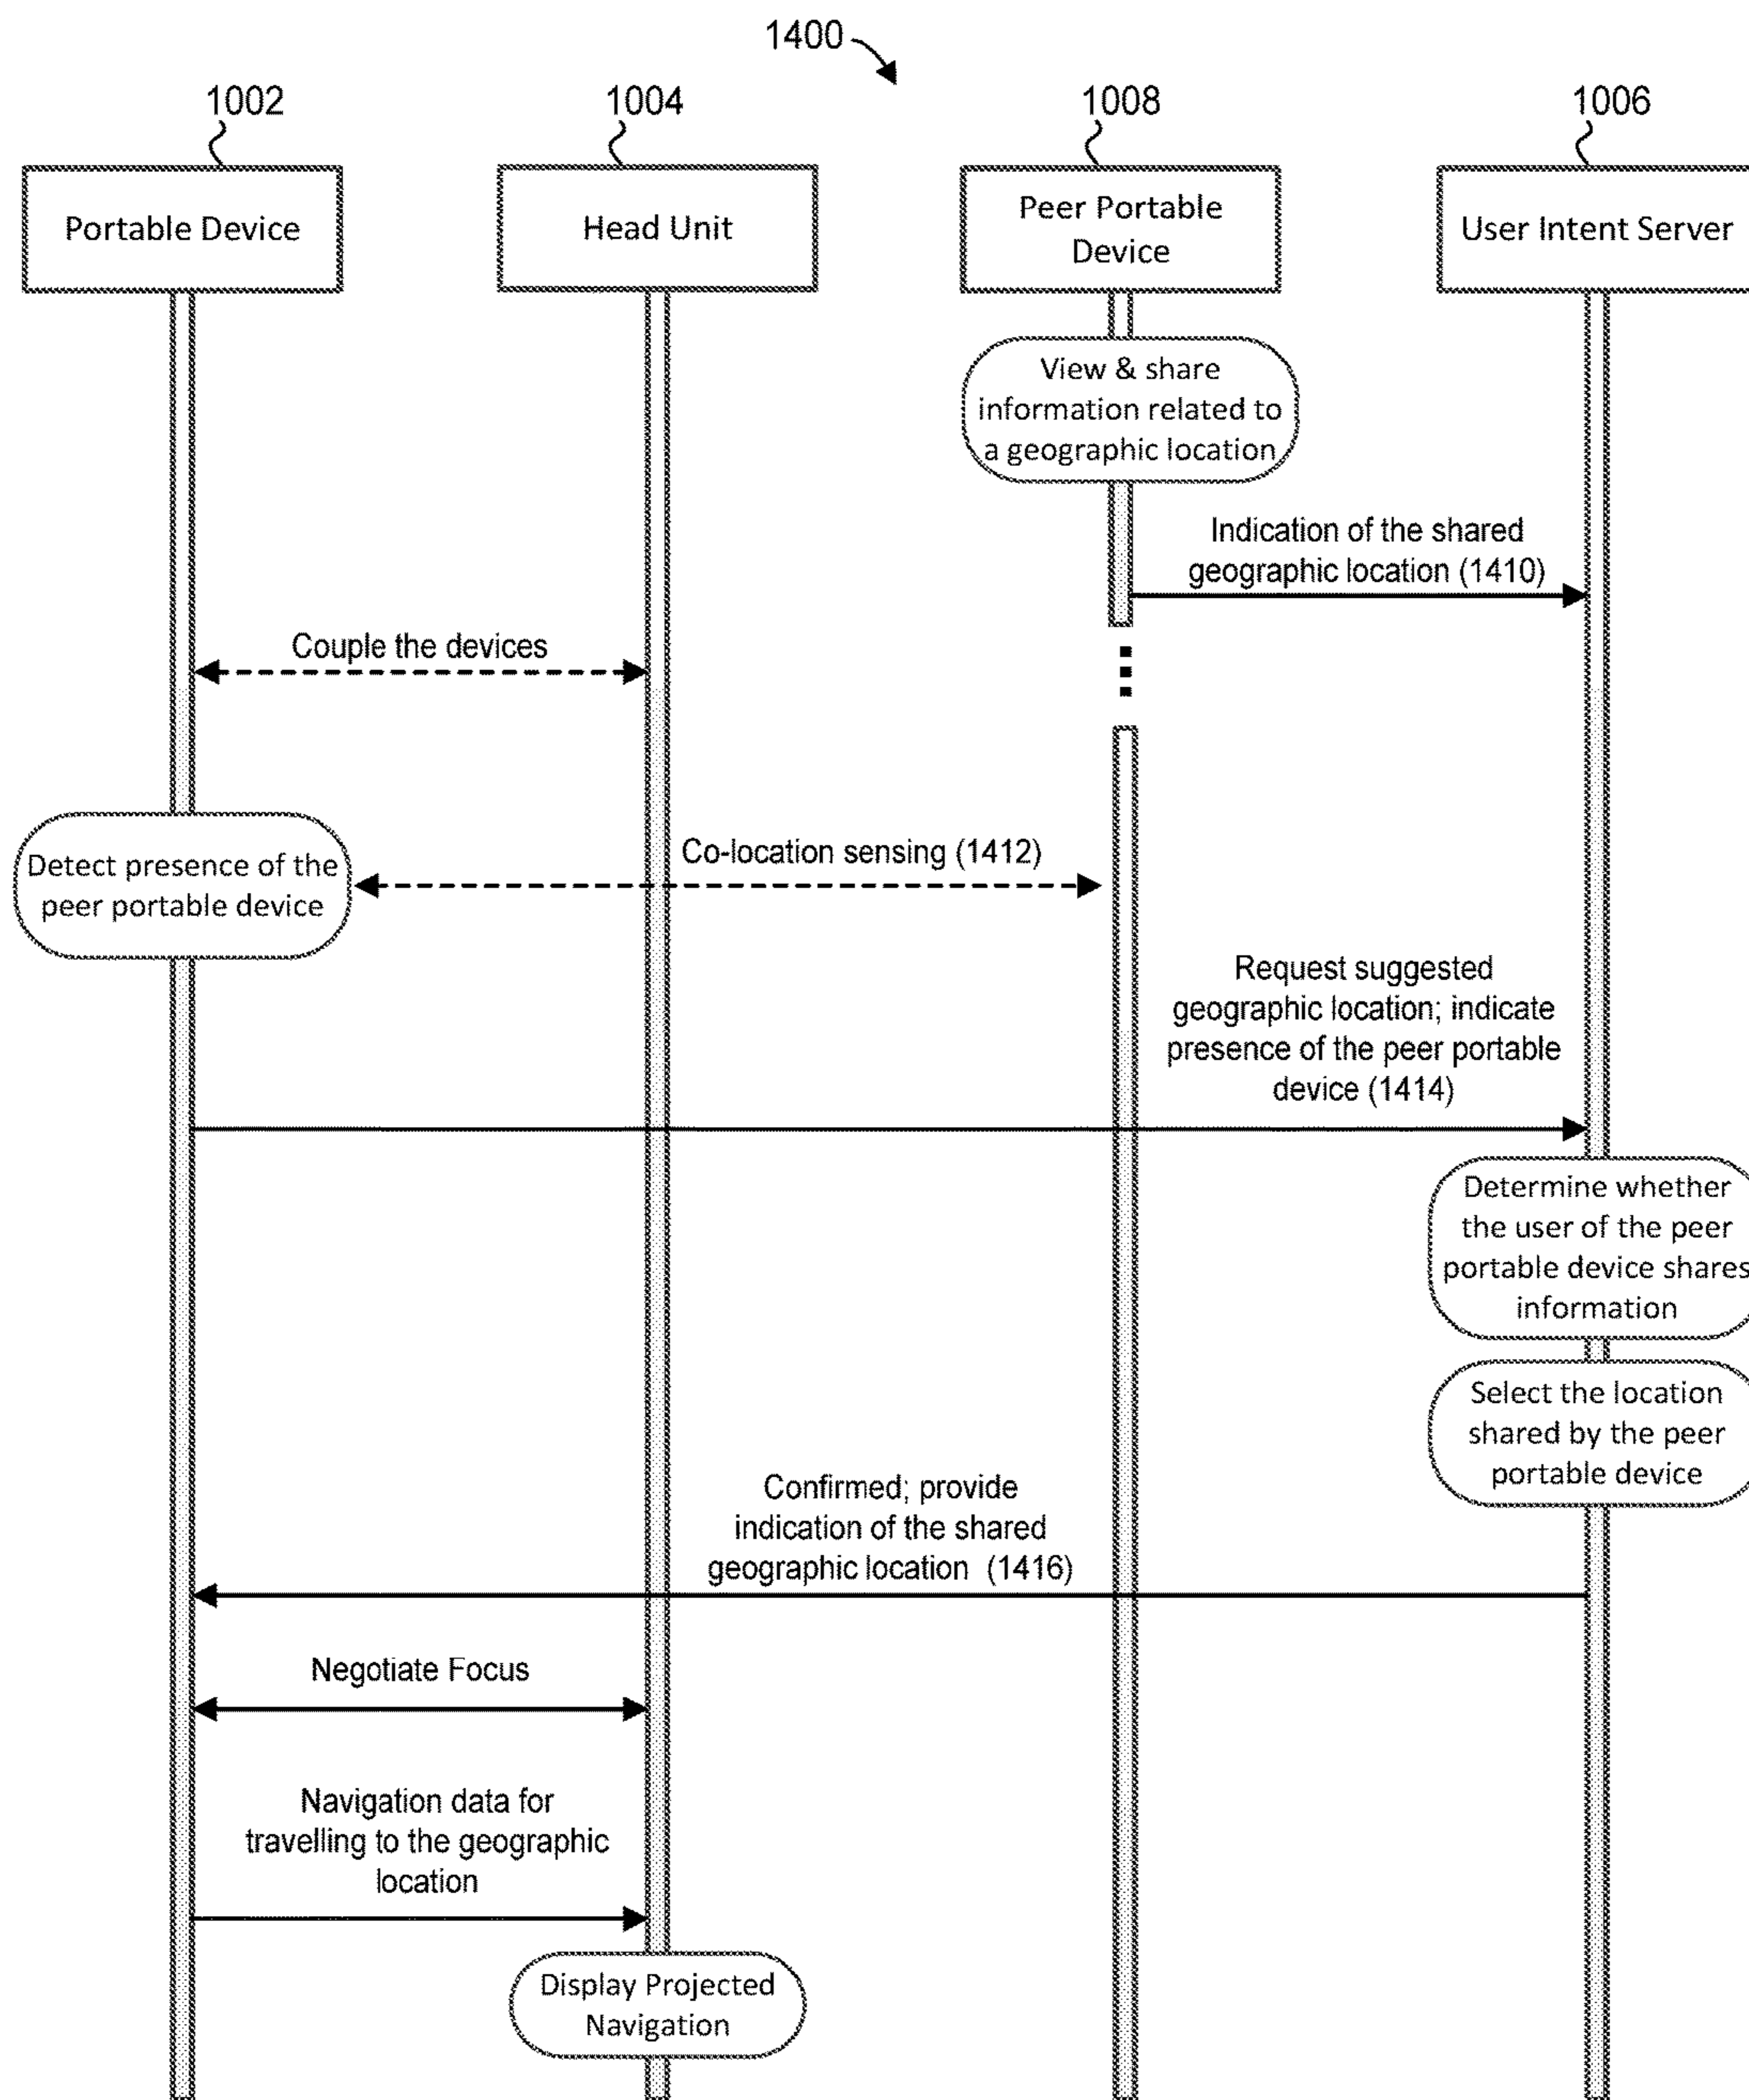 1400
1002
1004
1008
1006
Portable Device
Head Unit
Peer Portable
Device
User Intent Server
View & share
information related to
a geographic location
Indication of the shared
geographic location (1410)
Couple the devices
Co-location sensing (1412)
Detect presence of the
peer portable device
Request suggested
geographic location; indicate
presence of the peer portable
device (1414)
Determine whether
the user of the peer
portable device shares
information
Select the location
shared by the peer
portable device
Confirmed; provide
indication of the shared
geographic location (1416)
Negotiate Focus
Navigation data for
travelling to the geographic
location
Display Projected
Navigation